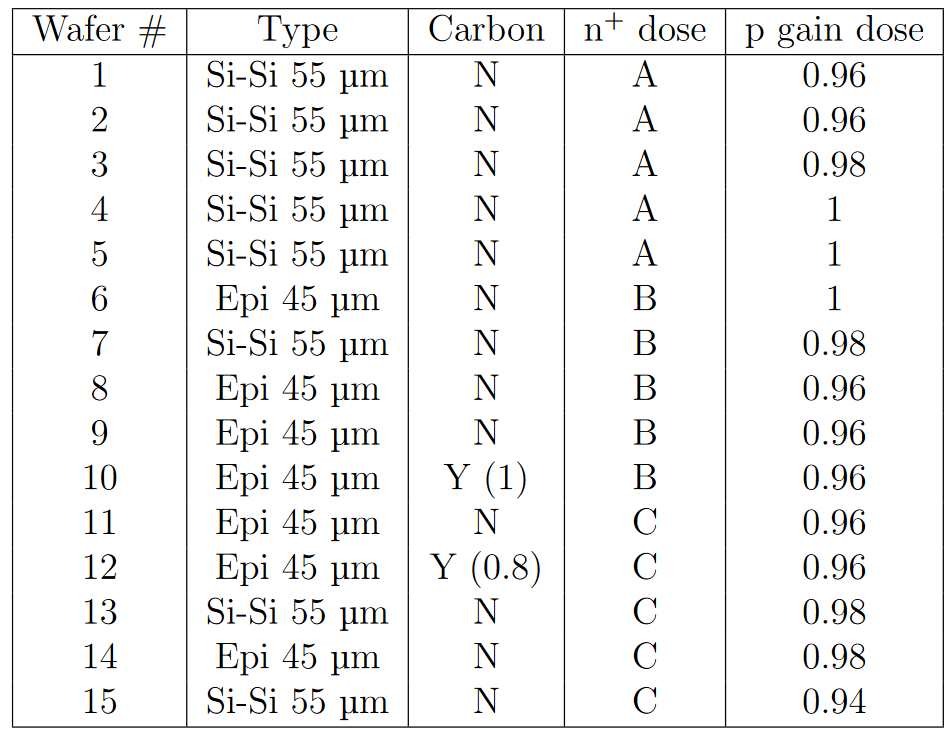 Wafer # Type Carbon n⁺ dose p gain dose
1 Si-Si 55 µm N A 0.96
2 Si-Si 55 µm N A 0.96
3 Si-Si 55 µm N A 0.98
4 Si-Si 55 µm N A 1
5 Si-Si 55 µm N A 1
6 Epi 45 µm N B 1
7 Si-Si 55 µm N B 0.98
8 Epi 45 µm N B 0.96
9 Epi 45 µm N B 0.96
10 Epi 45 µm Y (1) B 0.96
11 Epi 45 µm N C 0.96
12 Epi 45 µm Y (0.8) C 0.96
13 Si-Si 55 µm N C 0.98
14 Epi 45 µm N C 0.98
15 Si-Si 55 µm N C 0.94